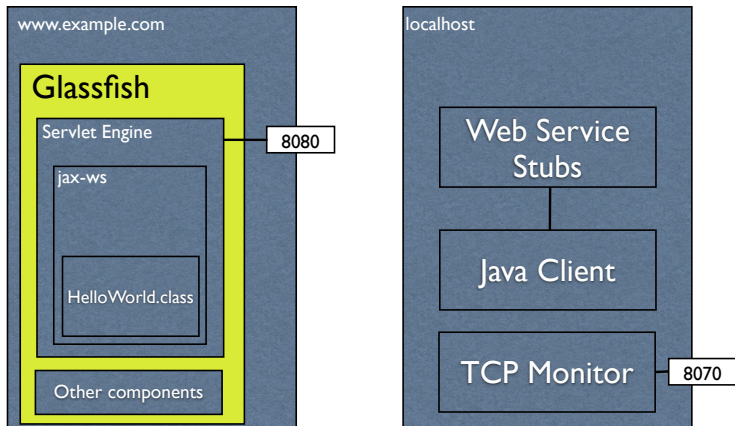 www.example.com
Glassfish
Servlet Engine
8080
jax-ws
HelloWorld.class
Other components
localhost
Web Service
Stubs
Java Client
TCP Monitor
8070